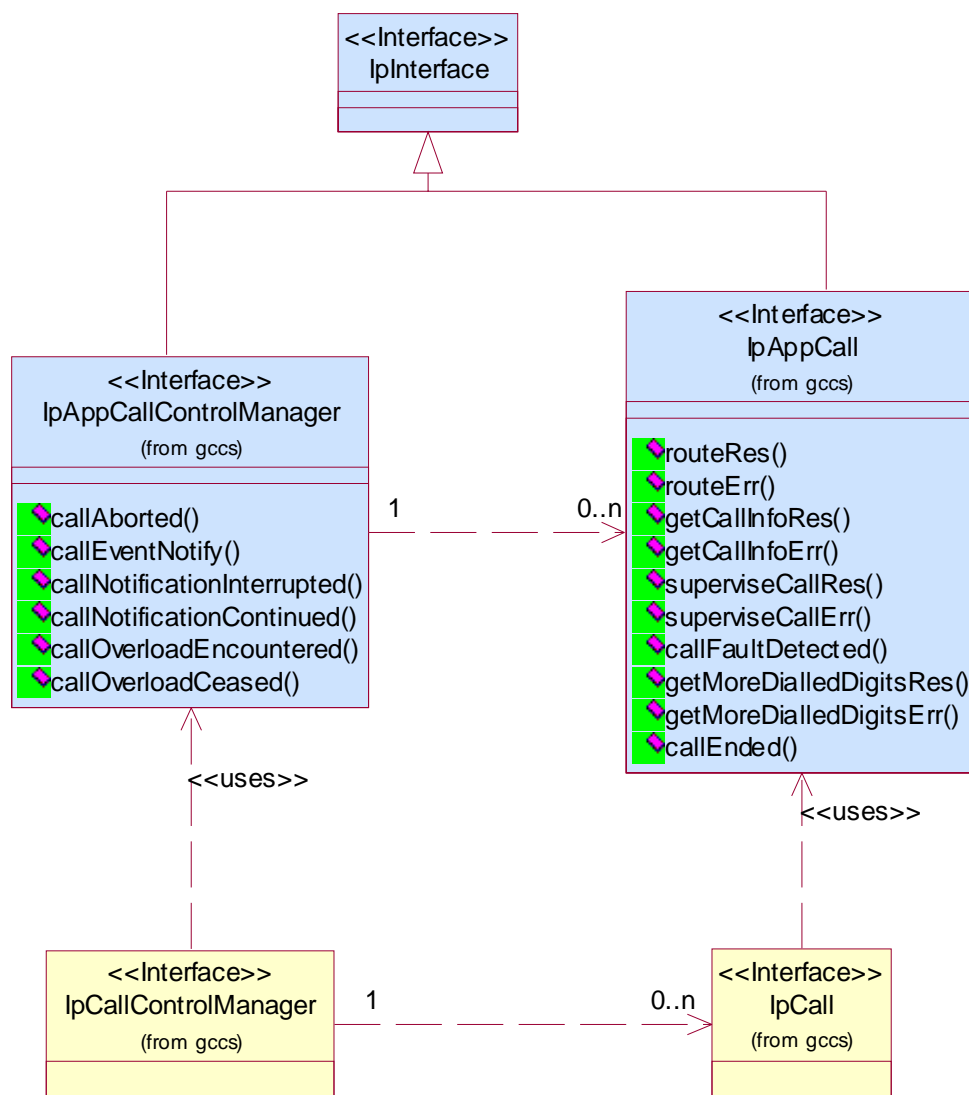 <<Interface>>
IpInterface
<<Interface>>
IpAppCall
(from gccs)
routeRes()
routeErr()
getCallInfoRes()
getCallInfoErr()
superviseCallRes()
superviseCallErr()
callFaultDetected()
getMoreDialledDigitsRes()
getMoreDialledDigitsErr()
callEnded()
<<Interface>>
IpAppCallControlManager
(from gccs)
callAborted()
callEventNotify()
callNotificationInterrupted()
callNotificationContinued()
callOverloadEncountered()
callOverloadCeased()
1
0..n
<<uses>>
<<uses>>
<<Interface>>
IpCallControlManager
(from gccs)
1
0..n
<<Interface>>
IpCall
(from gccs)